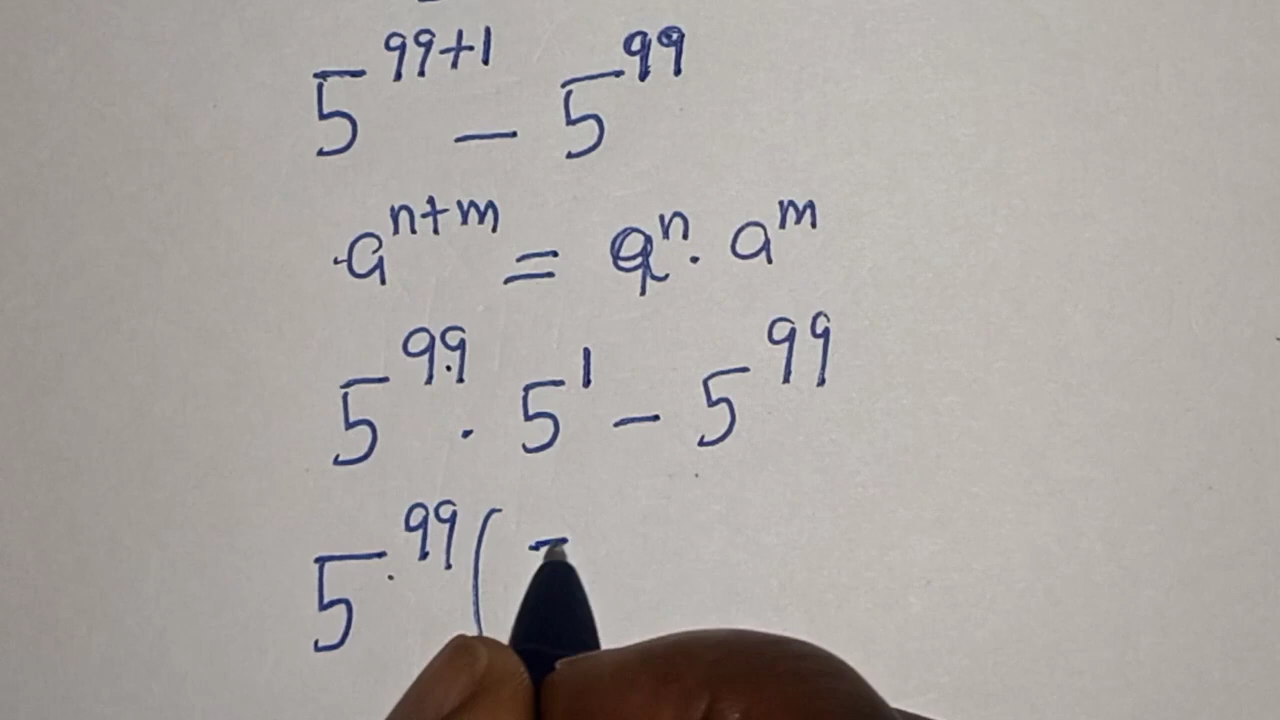 5^{99+1} - 5^{99}
a^{n+m} = a^n . a^m
5^{99} . 5^1 - 5^{99}
5^{99} (